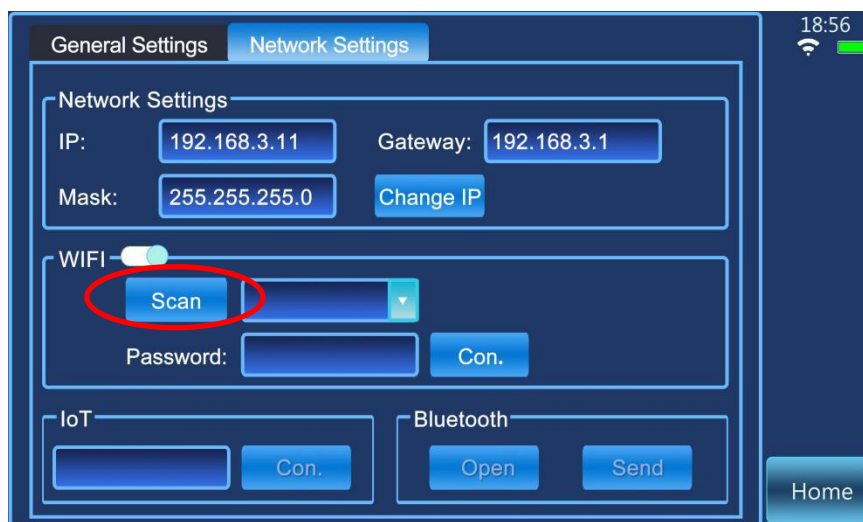 General Settings Network Settings
18:56
Network Settings
IP: 192.168.3.11 Gateway: 192.168.3.1
Mask: 255.255.255.0 Change IP
WIFI
Scan
Password: Con.
IoT Bluetooth
Con. Open Send
Home